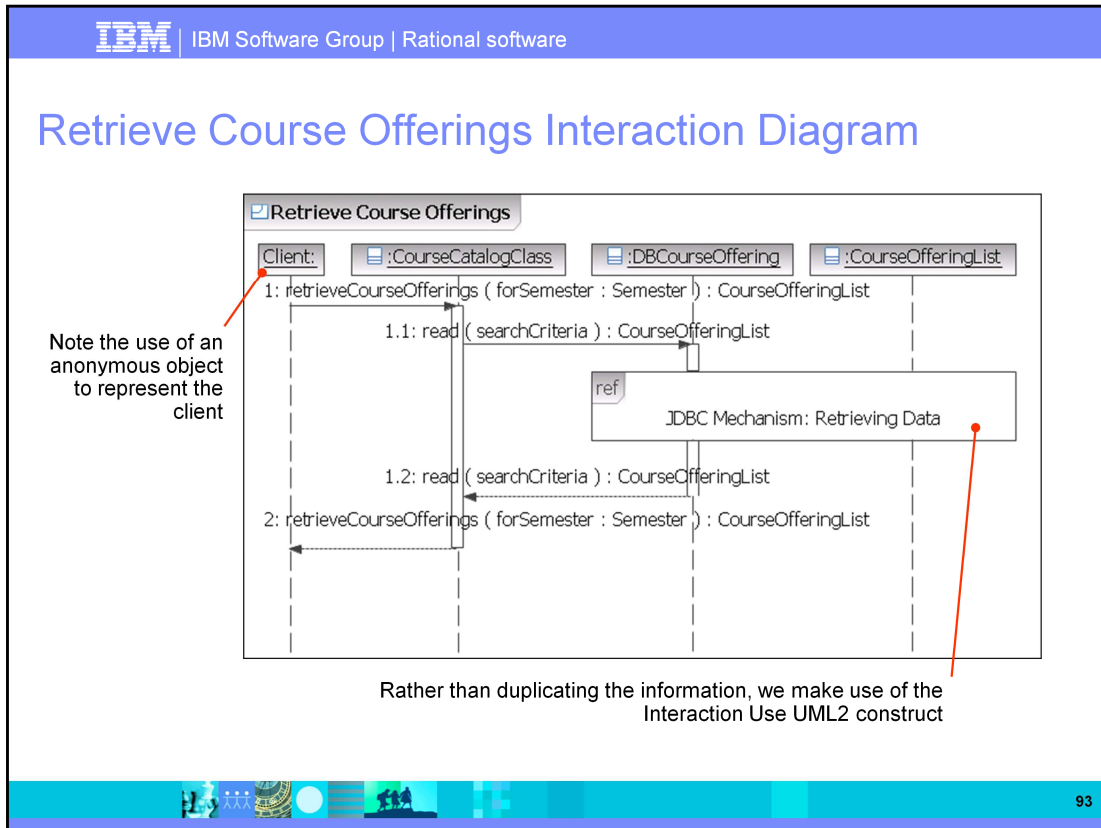 IBM | IBM Software Group | Rational software
Retrieve Course Offerings Interaction Diagram
Retrieve Course Offerings
Client:
:CourseCatalogClass
:DBCourseOffering
:CourseOfferingList
1: retrieveCourseOfferings ( forSemester : Semester ) : CourseOfferingList
1.1: read ( searchCriteria ) : CourseOfferingList
Note the use of an
anonymous object
to represent the
client
ref
JDBC Mechanism: Retrieving Data
1.2: read ( searchCriteria ) : CourseOfferingList
2: retrieveCourseOfferings ( forSemester : Semester ) : CourseOfferingList
Rather than duplicating the information, we make use of the
Interaction Use UML2 construct
93